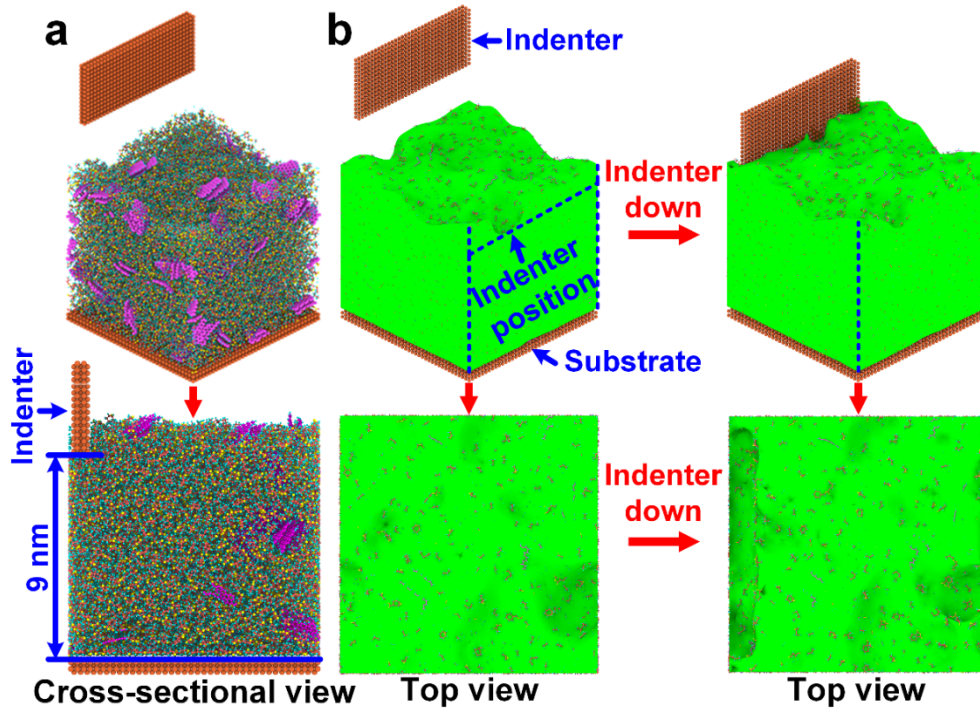 a
b
Indenter
Indenter
down
Indenter
position
Substrate
Indenter
9 nm
Indenter
down
Cross-sectional view
Top view
Top view